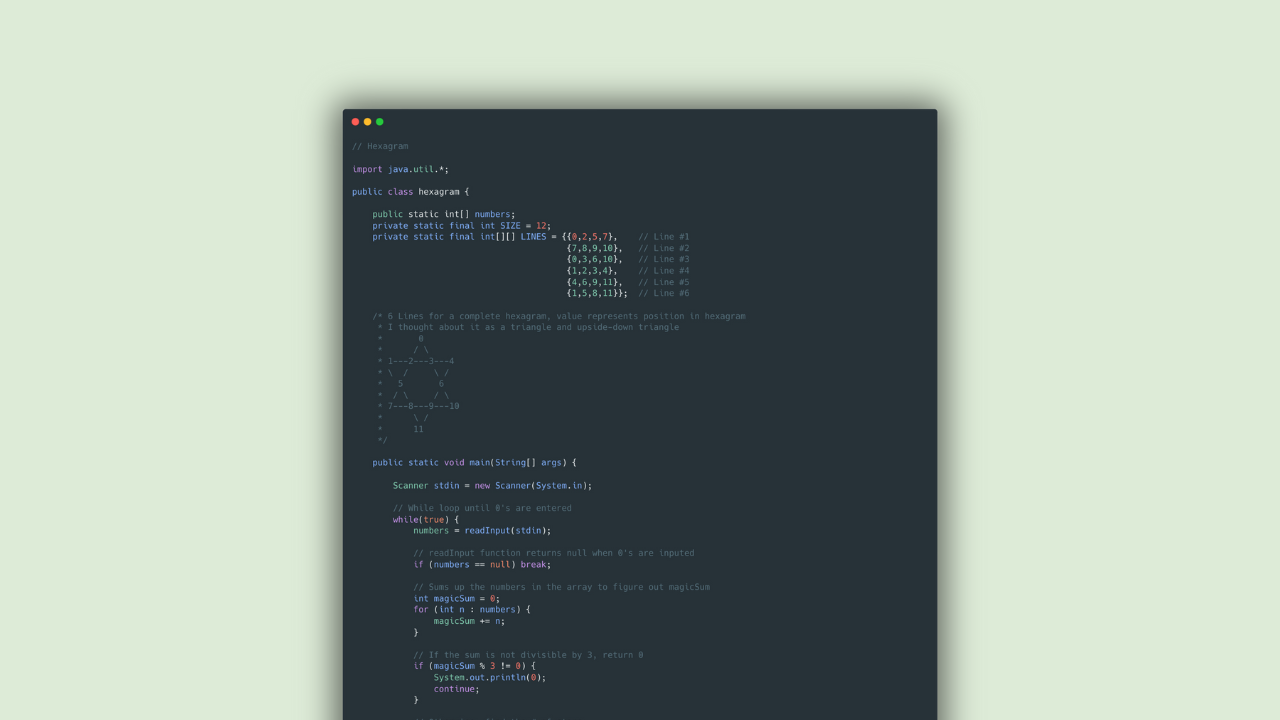 // Hexagram
import java.util.*;
public class hexagram {
public static int[] numbers;
private static final int SIZE = 12;
private static final int[][] LINES = {{0,2,5,7}, // Line #1
{7,8,9,10}, // Line #2
{0,3,6,10}, // Line #3
{1,2,3,4}, // Line #4
{4,6,9,11}, // Line #5
{1,5,8,11}}; // Line #6
/* 6 Lines for a complete hexagram, value represents position in hexagram
* I thought about it as a triangle and upside-down triangle
* 0
* / \
* 1---2---3---4
* \ / \ /
* 5 6
* / \ / \
* 7---8---9---10
* \ /
* 11
*/
public static void main(String[] args) {
Scanner stdin = new Scanner(System.in);
// While loop until 0's are entered
while(true) {
numbers = readInput(stdin);
// readInput function returns null when 0's are inputed
if (numbers == null) break;
// Sums up the numbers in the array to figure out magicSum
int magicSum = 0;
for (int n : numbers) {
magicSum += n;
}
// If the sum is not divisible by 3, return 0
if (magicSum % 3 != 0) {
System.out.println(0);
continue;
}